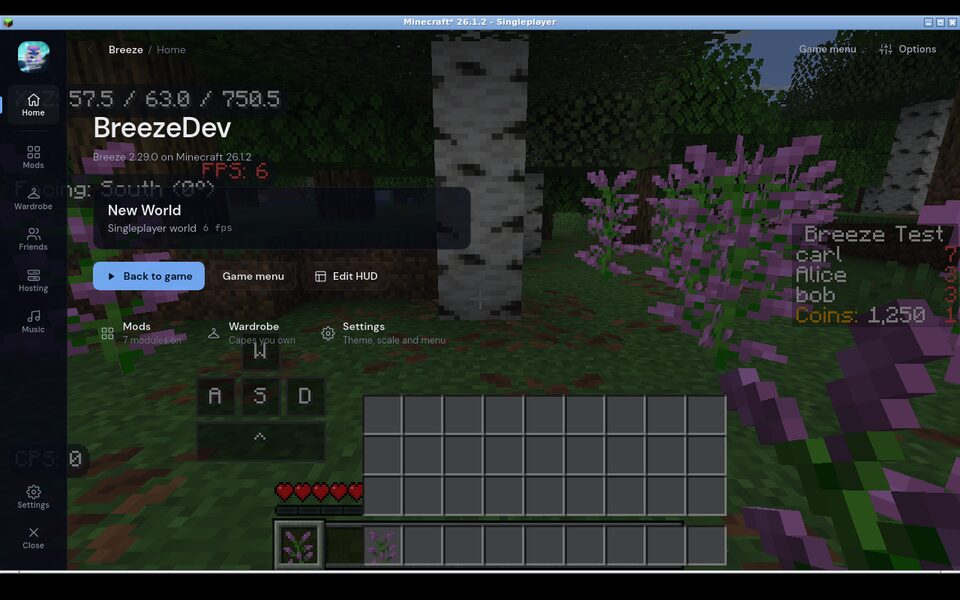 Minecraft* 26.1.2 - Singleplayer
Breeze / Home
Game menu
Options
Home
XYZ: 57.5 / 63.0 / 750.5
BreezeDev
Breeze 2.29.0 on Minecraft 26.1.2
Mods
FPS: 6
Facing: South (0°)
Wardrobe
New World
Singleplayer world 6 fps
Friends
Breeze Test
carl 7
Alice 3
bob 3
Coins: 1,250
Back to game
Game menu
Edit HUD
Hosting
Music
Mods
7 modules on
Wardrobe
Capes you own
Settings
Theme, scale and menu
W
A
S
D
^
CPS: 0
Settings
Close